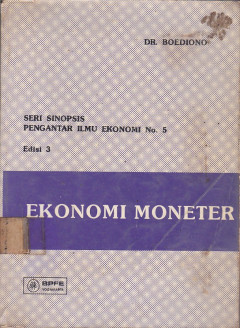 DR. BOEDIONO
SERI SINOPSIS
PENGANTAR ILMU EKONOMI No. 5
Edisi 3
EKONOMI MONETER
BPFE